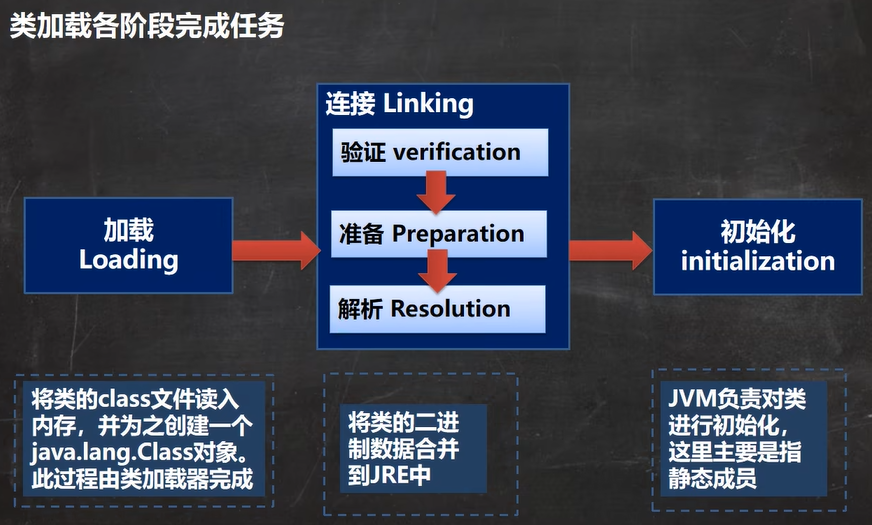 类加载各阶段完成任务
连接 Linking
验证 verification
准备 Preparation
解析 Resolution
加载
Loading
初始化
initialization
将类的class文件读入
内存，并为之创建一个
java.lang.Class对象。
此过程由类加载器完成
将类的二进
制数据合并
到JRE中
JVM负责对类
进行初始化，
这里主要是指
静态成员